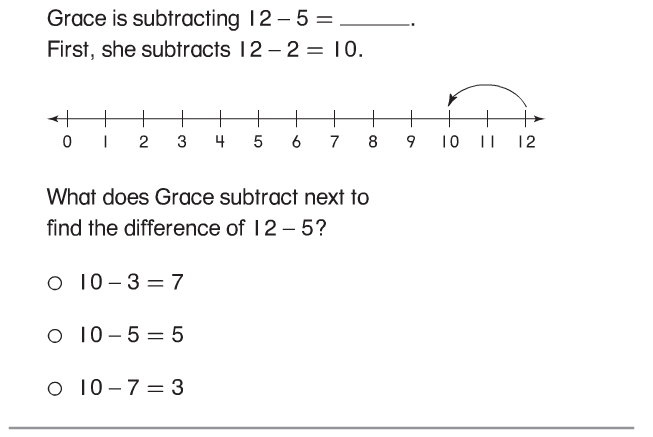 Grace is subtracting 12 – 5 = ______.
First, she subtracts 12 – 2 = 10.
0 1 2 3 4 5 6 7 8 9 10 11 12
What does Grace subtract next to
find the difference of 12 – 5?
○ 10 – 3 = 7
○ 10 – 5 = 5
○ 10 – 7 = 3